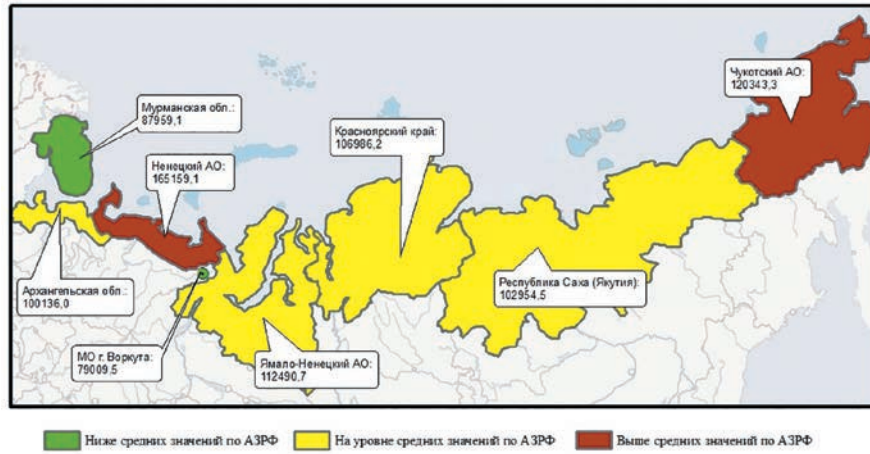 Чукотский АО:
120343,3
Мурманская обл.:
87959,1
Красноярский край:
106986,2
Ненецкий АО:
165159,1
Архангельская обл.:
100136,0
Республика Саха (Якутия):
102954,5
МО г. Воркута:
79009,5
Ямало-Ненецкий АО:
112490,7
Ниже средних значений по АЗРФ
На уровне средних значений по АЗРФ
Выше средних значений по АЗРФ